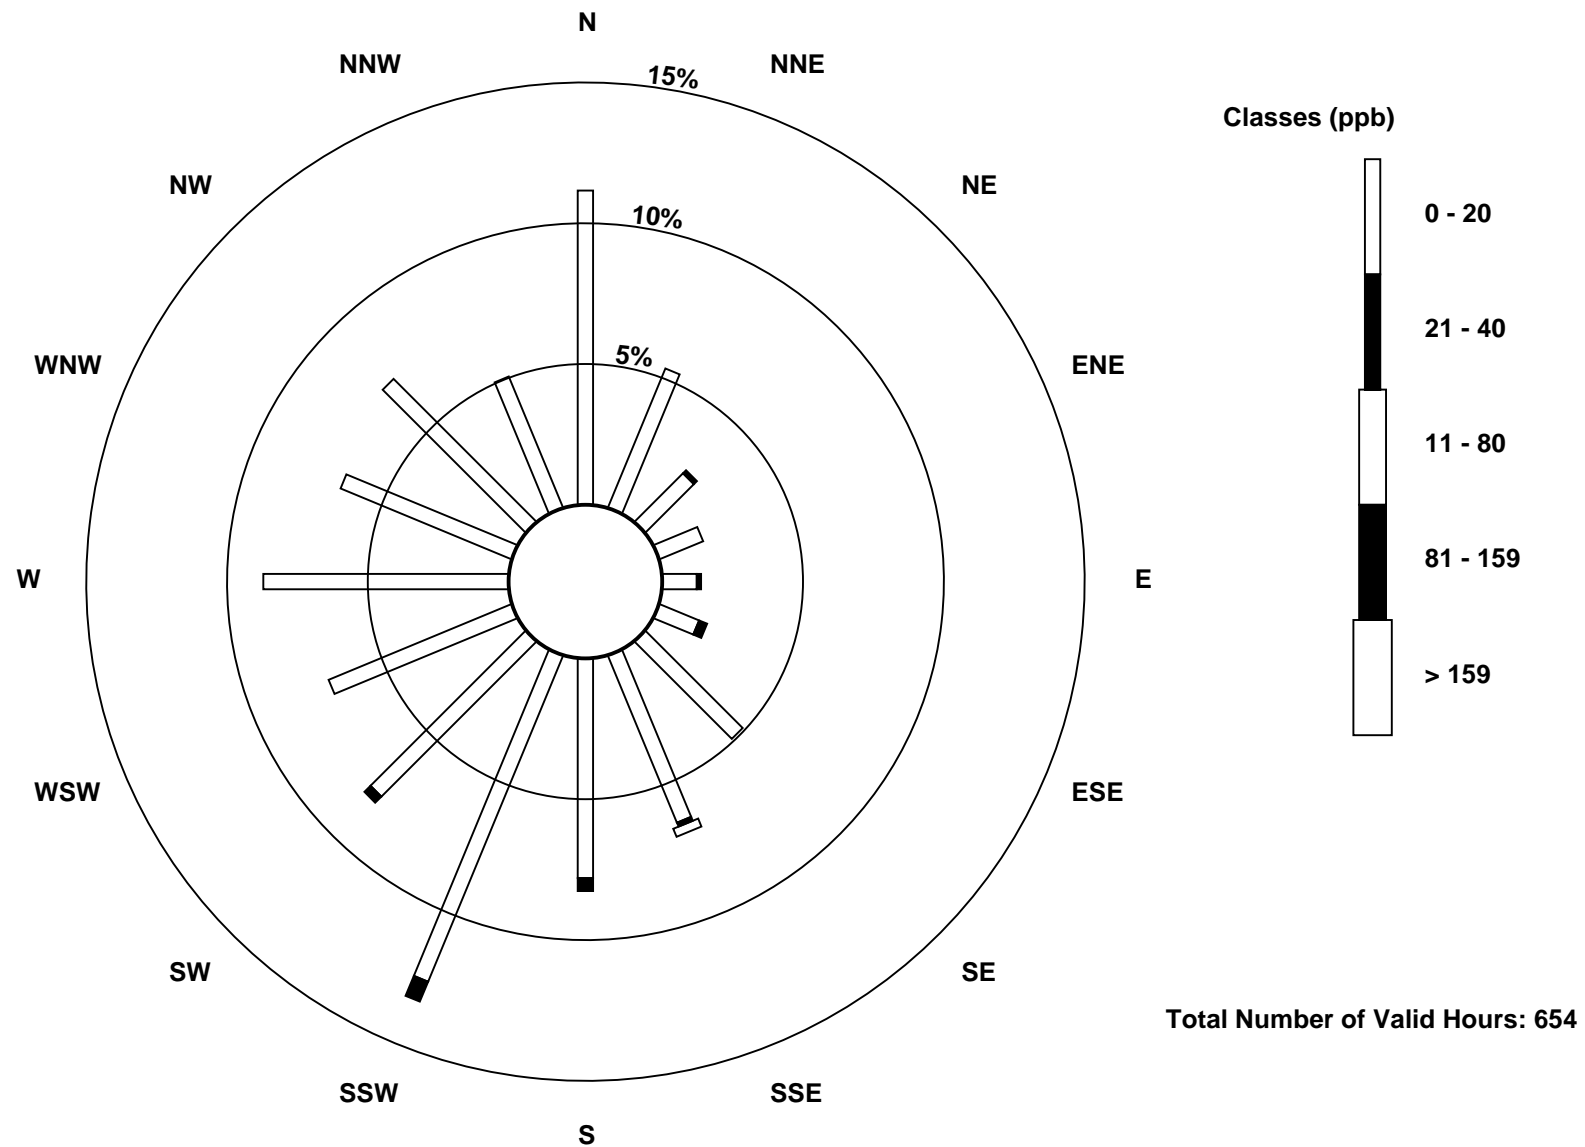 N
NNW
NNE
15%
Classes (ppb)
NW
NE
0 - 20
10%
21 - 40
5%
WNW
ENE
11 - 80
81 - 159
W
E
> 159
WSW
ESE
SW
SE
Total Number of Valid Hours: 654
SSW
SSE
S